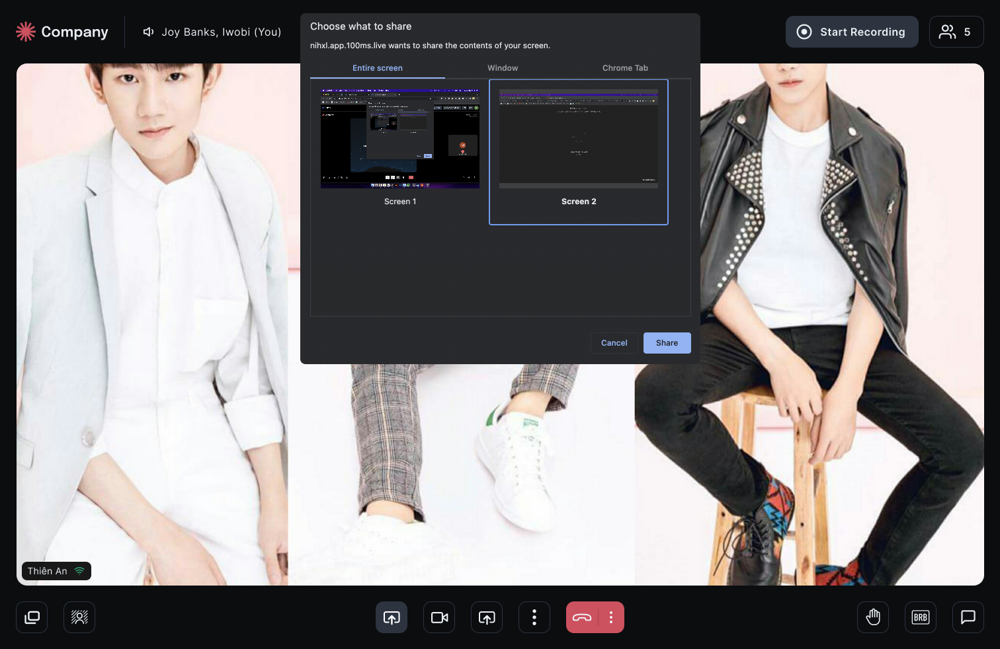 Company
Joy Banks, Iwobi (You)
Choose what to share
nihxl.app.100ms.live wants to share the contents of your screen.
Entire screen
Window
Chrome Tab
Screen 1
Screen 2
Cancel
Share
Start Recording
5
Thiên An
BRB